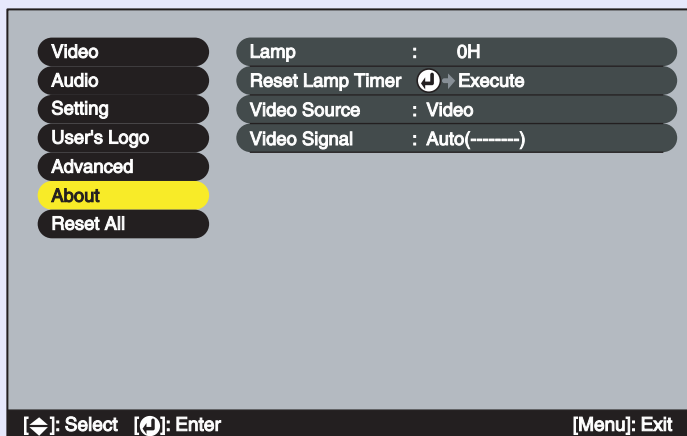 Video
Audio
Setting
User's Logo
Advanced
About
Reset All
Lamp : 0H
Reset Lamp Timer Execute
Video Source : Video
Video Signal : Auto(--------)
[ ]: Select [ ]: Enter
[Menu]: Exit